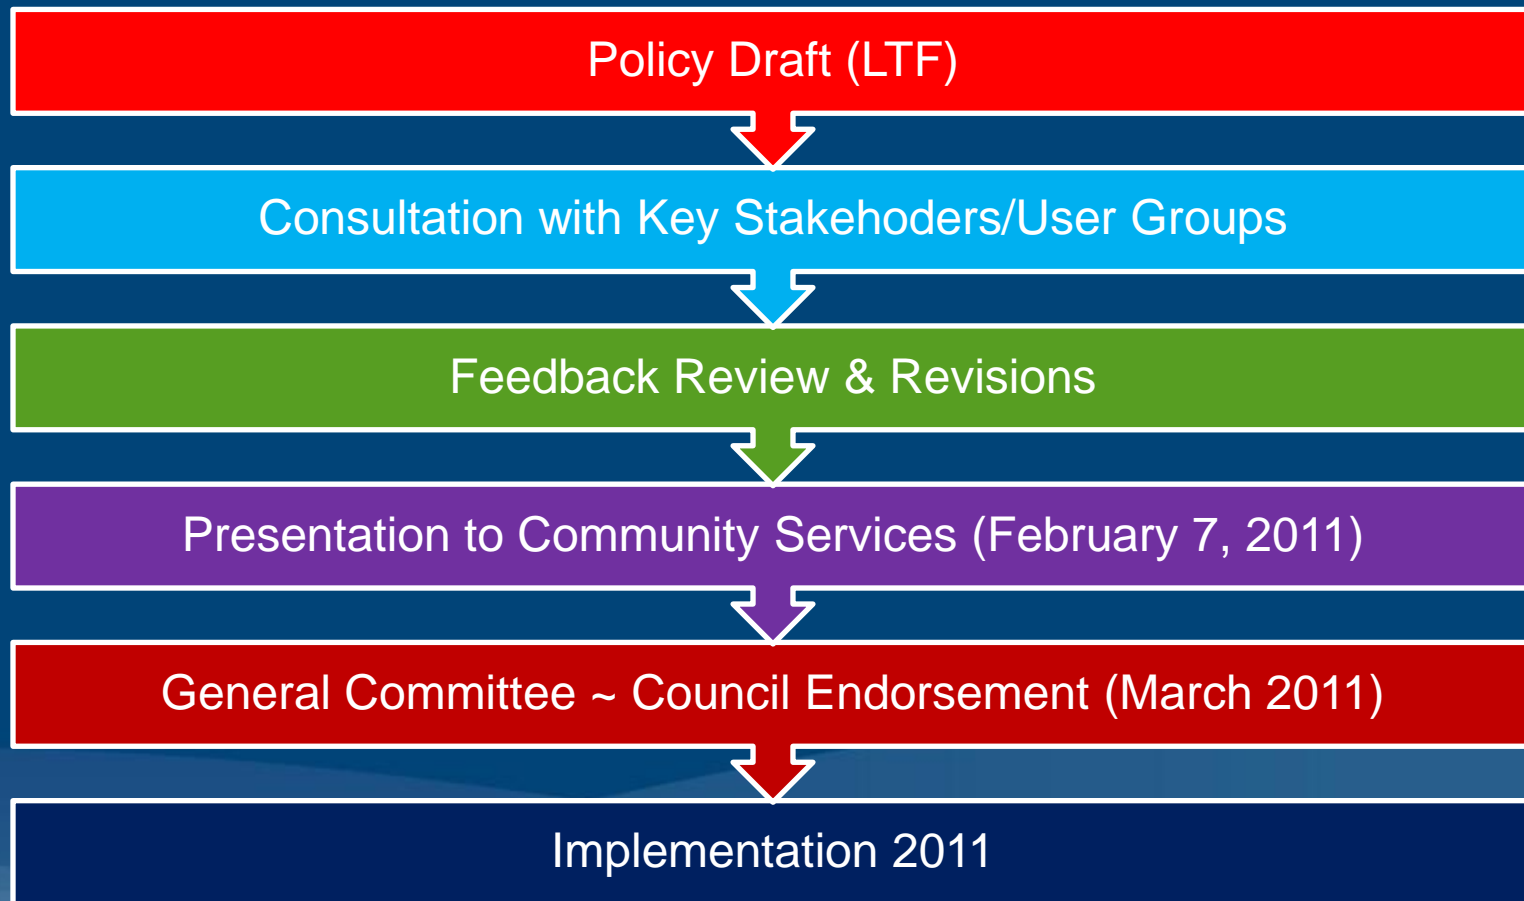 Policy Draft (LTF)
Consultation with Key Stakehoders/User Groups
Feedback Review & Revisions
Presentation to Community Services (February 7, 2011)
General Committee ~ Council Endorsement (March 2011)
Implementation 2011